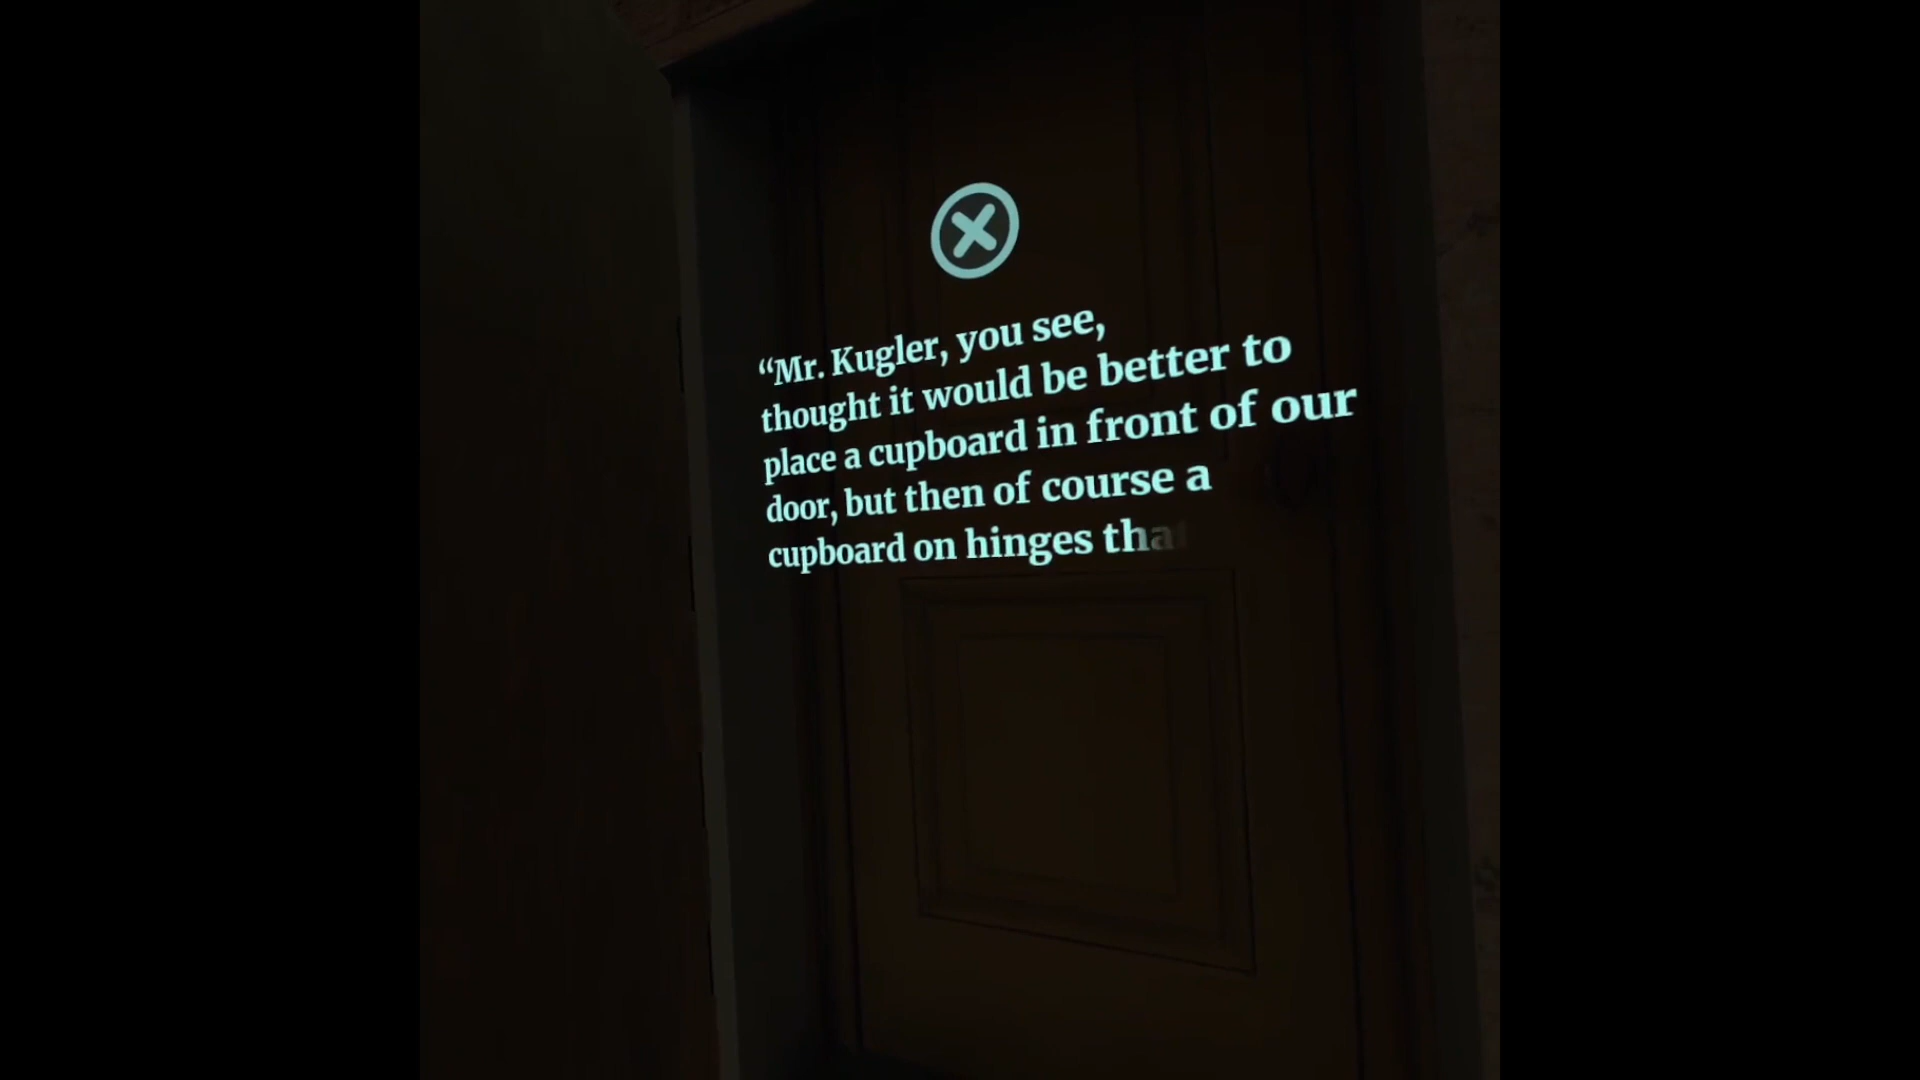 “Mr. Kugler, you see,
thought it would be better to
place a cupboard in front of our
door, but then of course a
cupboard on hinges that